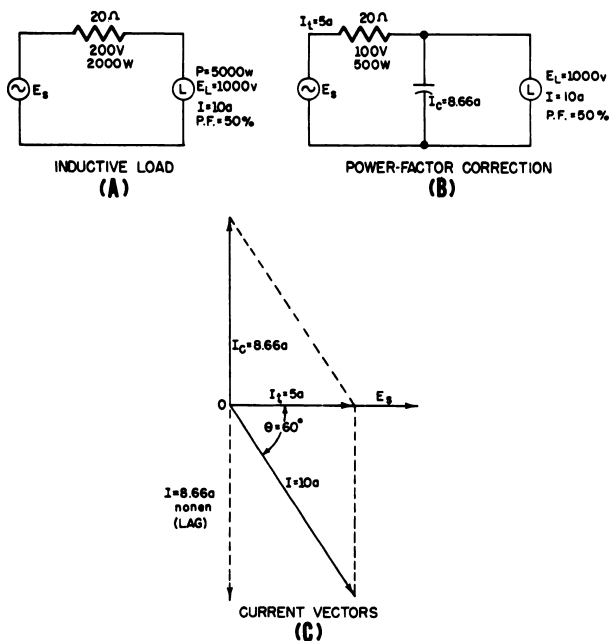 20Ω
200V
2000W
E_s
L
P=5000w
E_L=1000v
I=10a
P.F.=50%
INDUCTIVE LOAD
(A)
I_t=5a
20Ω
100V
500W
E_s
I_C=8.66a
L
E_L=1000v
I=10a
P.F.=50%
POWER-FACTOR CORRECTION
(B)
I_C=8.66a
I_t=5a
E_s
O
θ=60°
I=10a
I=8.66a
nonen
(LAG)
CURRENT VECTORS
(C)